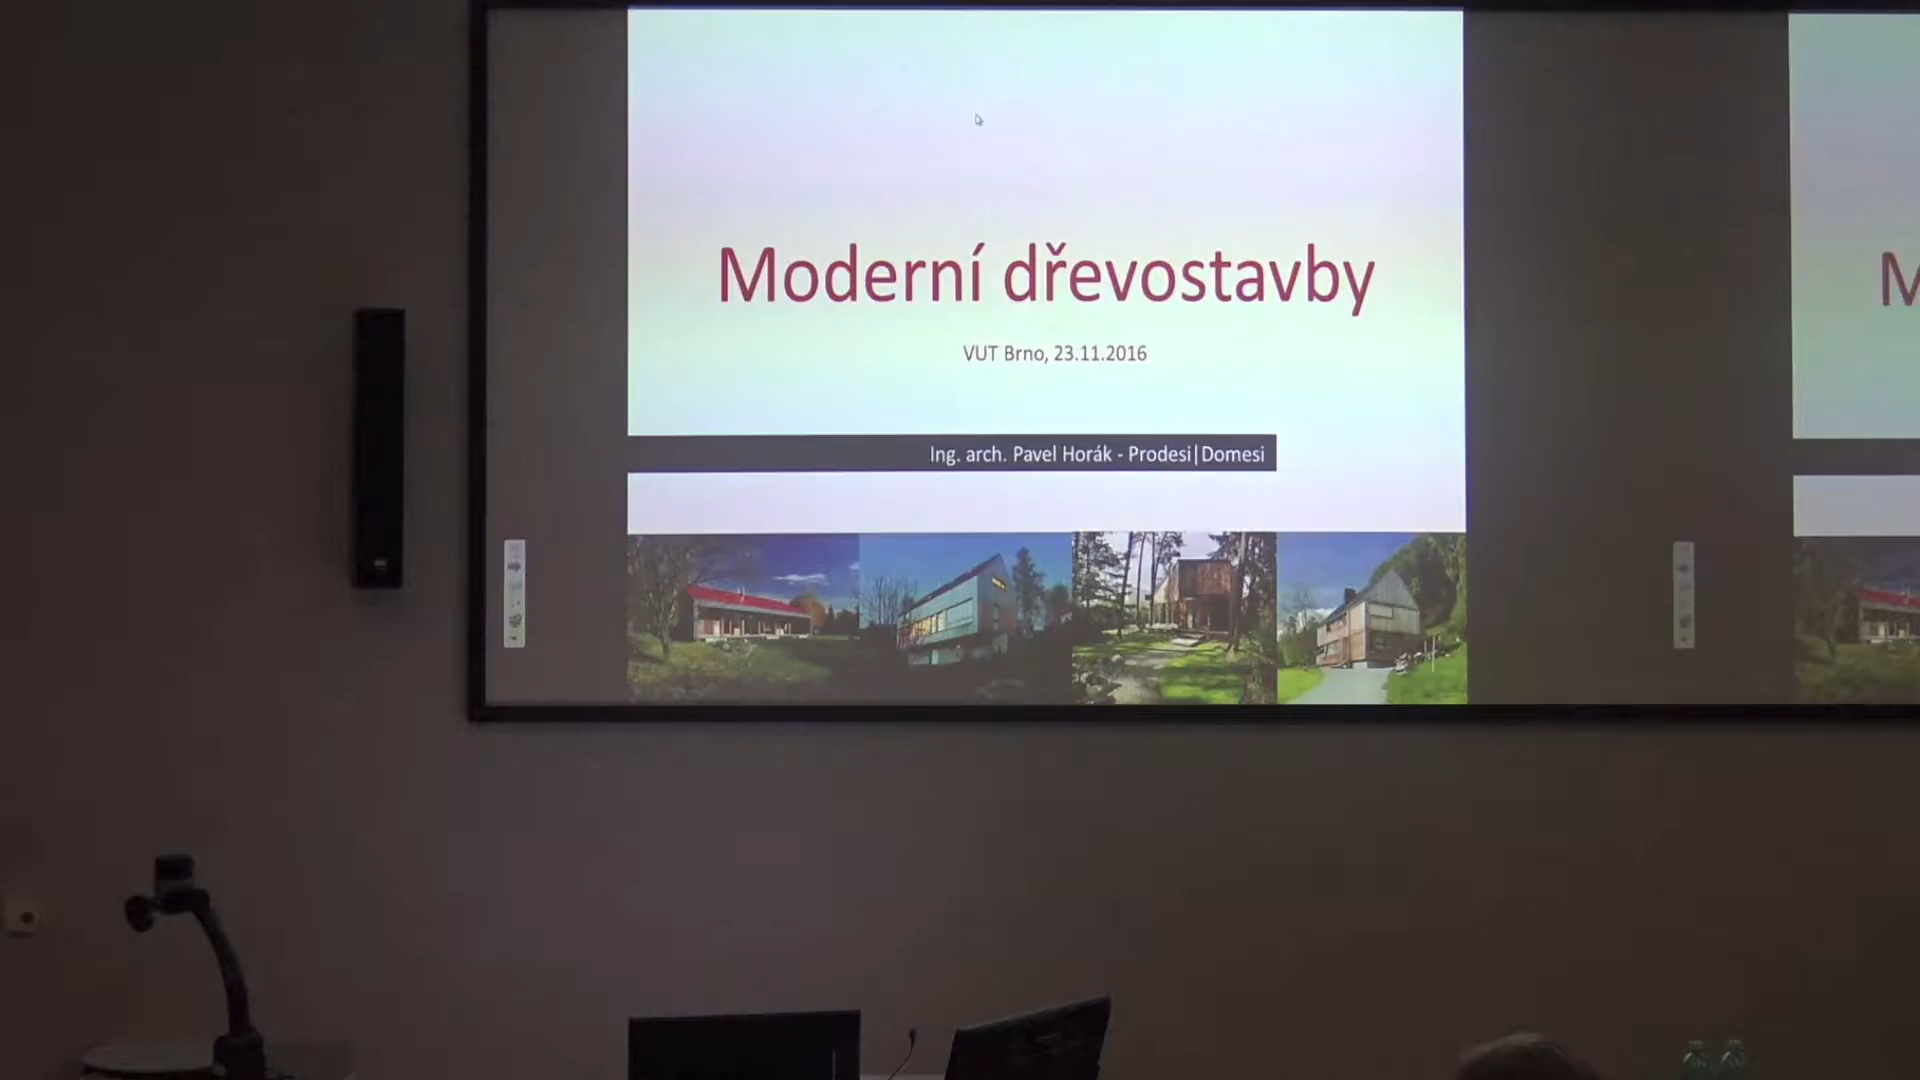 Moderní dřevostavby
VUT Brno, 23.11.2016
Ing. arch. Pavel Horák - Prodesi|Domesi
M